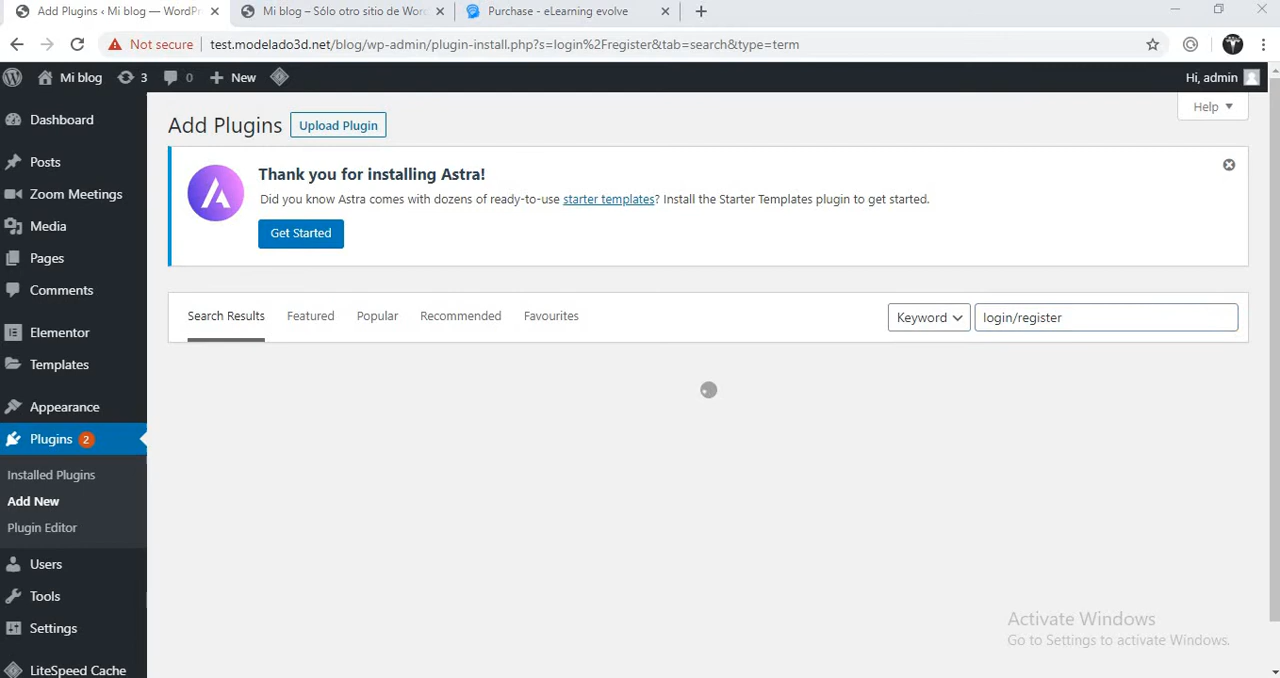 Add Plugins ‹ Mi blog — WordPr
Mi blog – Sólo otro sitio de Wor
Purchase - eLearning evolve
Not secure
test.modelado3d.net/blog/wp-admin/plugin-install.php?s=login%2Fregister&tab=search&type=term
Mi blog
3
0
New
Hi, admin
Dashboard
Posts
Zoom Meetings
Media
Pages
Comments
Elementor
Templates
Appearance
Plugins 2
Installed Plugins
Add New
Plugin Editor
Users
Tools
Settings
LiteSpeed Cache
Help
Add Plugins
Upload Plugin
Thank you for installing Astra!
Did you know Astra comes with dozens of ready-to-use starter templates? Install the Starter Templates plugin to get started.
Get Started
Search Results
Featured
Popular
Recommended
Favourites
Keyword
login/register
Activate Windows
Go to Settings to activate Windows.